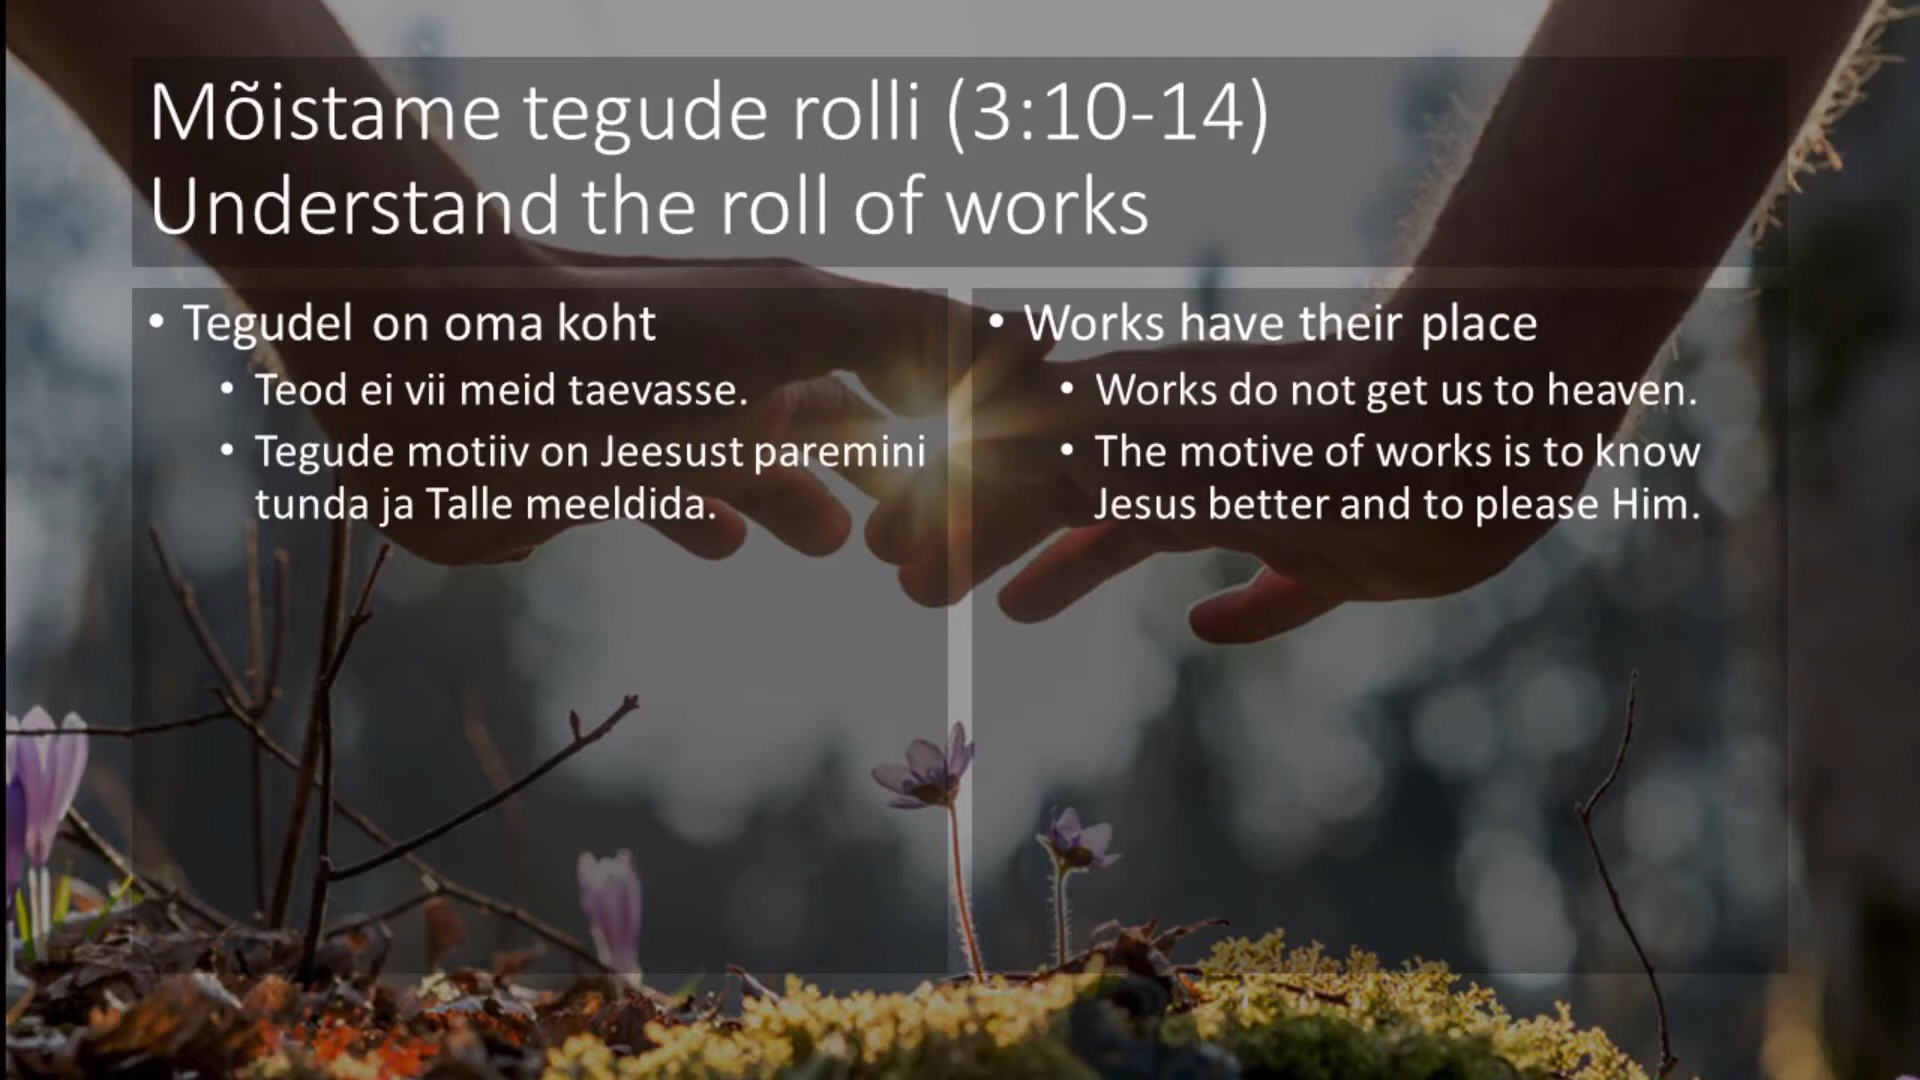 Mõistame tegude rolli (3:10-14)
Understand the roll of works
• Tegudel on oma koht
• Teod ei vii meid taevasse.
• Tegude motiiv on Jeesust paremini
tunda ja Talle meeldida.
• Works have their place
• Works do not get us to heaven.
• The motive of works is to know
Jesus better and to please Him.